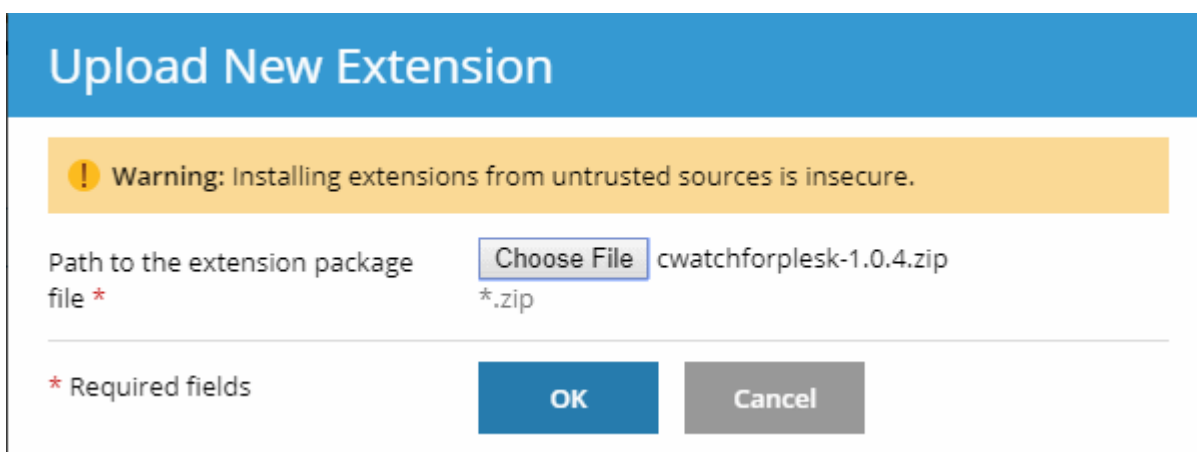 Upload New Extension
! Warning: Installing extensions from untrusted sources is insecure.
Path to the extension package Choose File cwatchforplesk-1.0.4.zip
file * *.zip
* Required fields OK Cancel